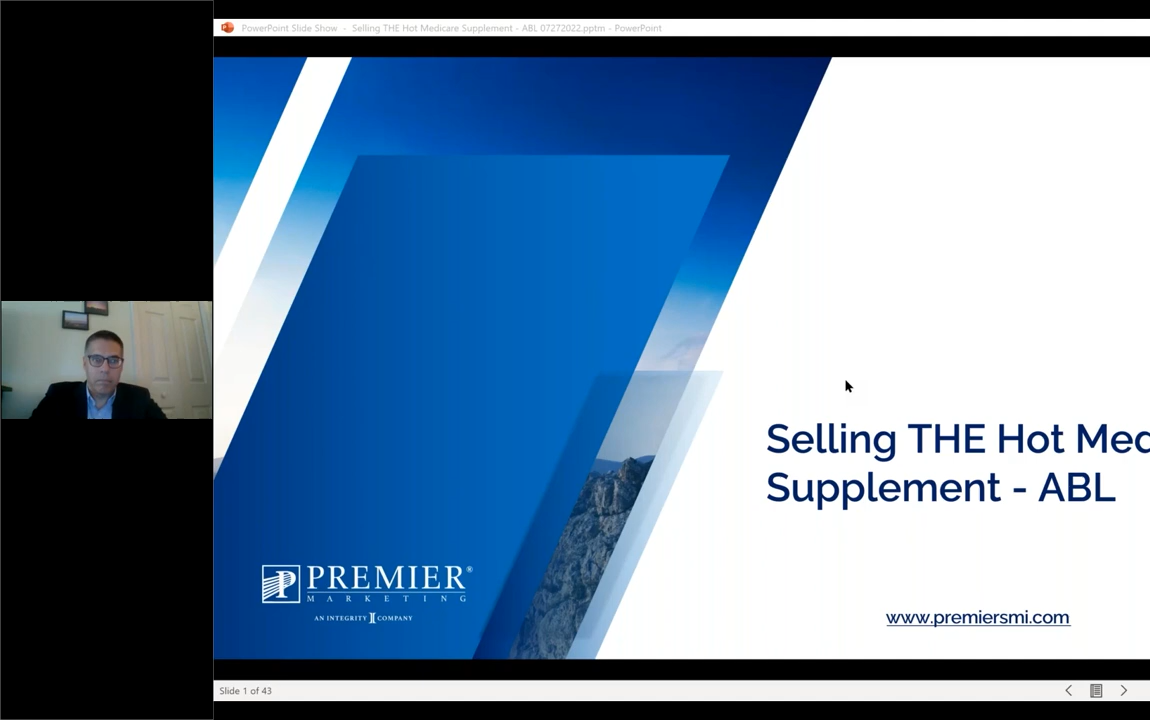 PowerPoint Slide Show - Selling THE Hot Medicare Supplement - ABL 07272022.pptm - PowerPoint
Selling THE Hot Med
Supplement - ABL
PREMIER®
MARKETING
AN INTEGRITY COMPANY
www.premiersmi.com
Slide 1 of 43